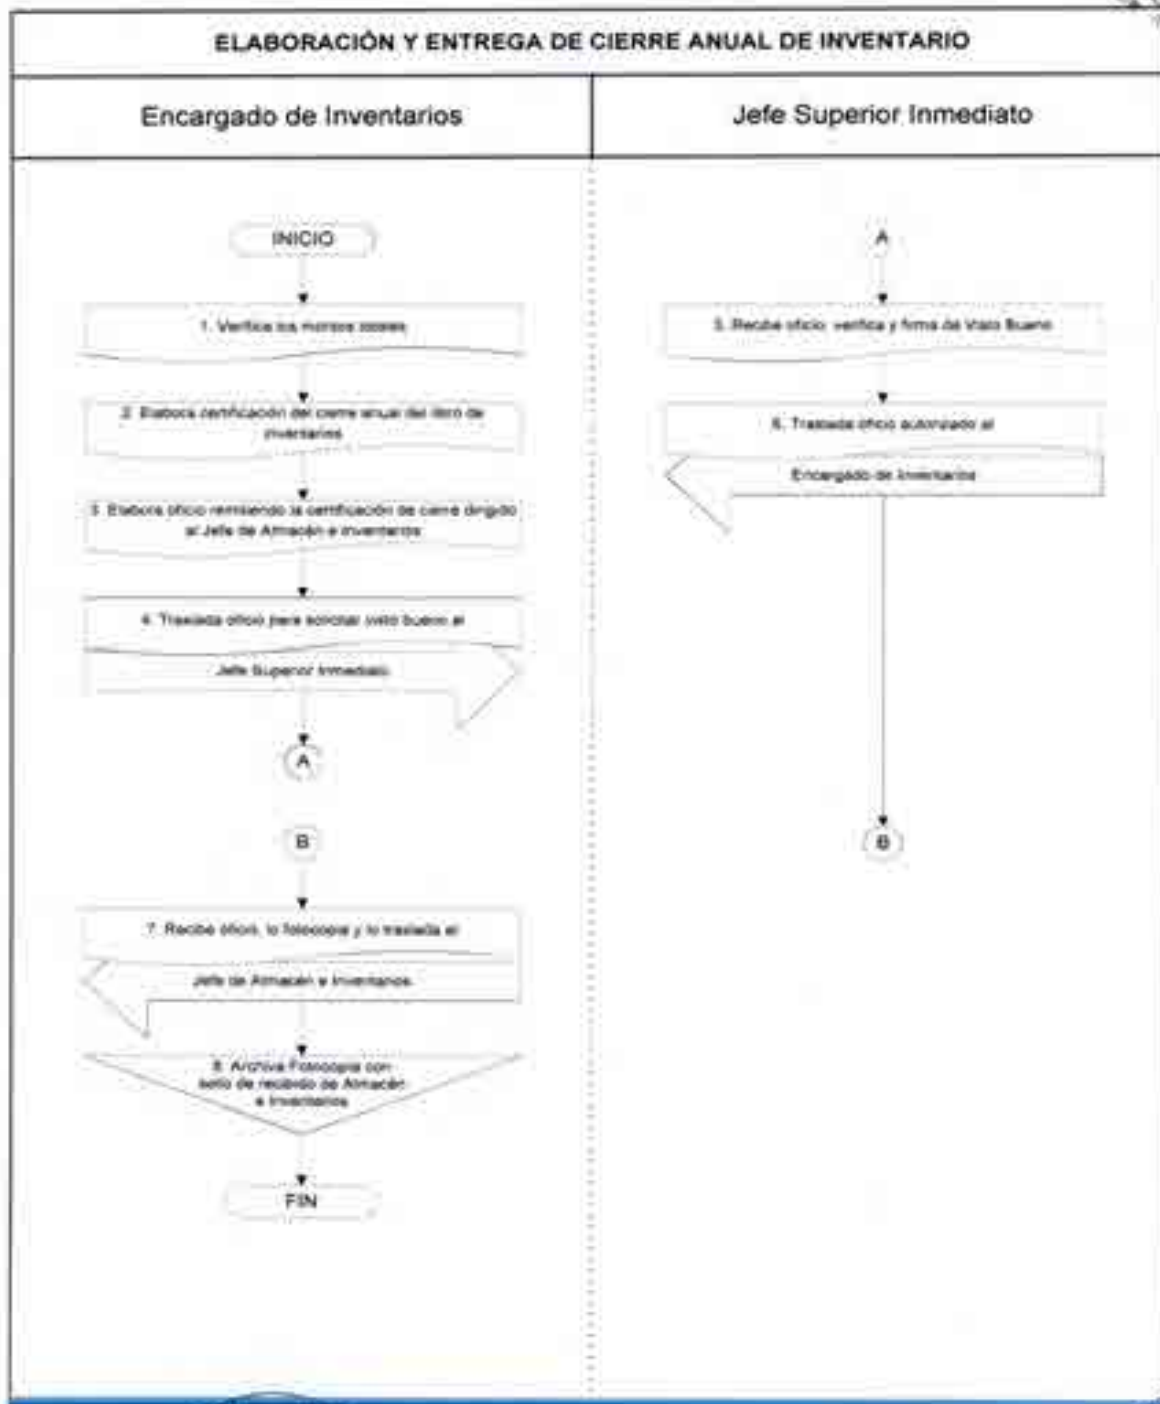 ELABORACIÓN Y ENTREGA DE CIERRE ANUAL DE INVENTARIO
Encargado de Inventarios
Jefe Superior Inmediato
INICIO
1. Verifica los montos totales
2. Elabora certificación del cierre anual del libro de
inventarios
3. Elabora oficio remitiendo la certificación de cierre dirigido
al Jefe de Almacén e Inventarios
4. Traslada oficio para solicitar visto bueno al
Jefe Superior Inmediato
A
B
7. Recibe oficio, lo fotocopia y lo traslada al
Jefe de Almacén e Inventarios.
8. Archiva Fotocopia con
sello de recibido de Almacén
e Inventarios
FIN
A
5. Recibe oficio, verifica y firma de Visto Bueno
6. Traslada oficio autorizado al
Encargado de Inventarios
B